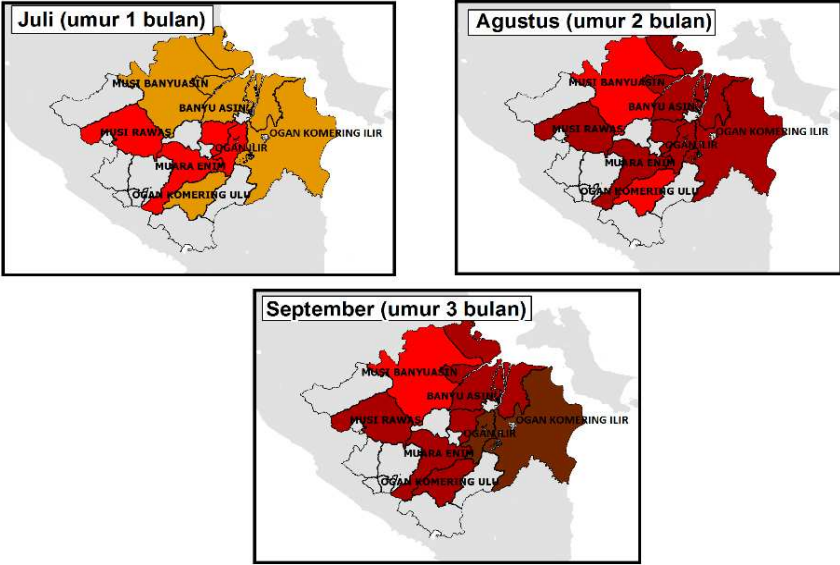 Juli (umur 1 bulan)
MUSI BANYUASIN
BANYU ASIN
MUSI RAWAS
OGAN KOMERING ILIR
OGAN ILIR
MUARA ENIM
OGAN KOMERING ULU
Agustus (umur 2 bulan)
MUSI BANYUASIN
BANYU ASIN
MUSI RAWAS
OGAN KOMERING ILIR
OGAN ILIR
MUARA ENIM
OGAN KOMERING ULU
September (umur 3 bulan)
MUSI BANYUASIN
BANYU ASIN
MUSI RAWAS
OGAN KOMERING ILIR
OGAN ILIR
MUARA ENIM
OGAN KOMERING ULU